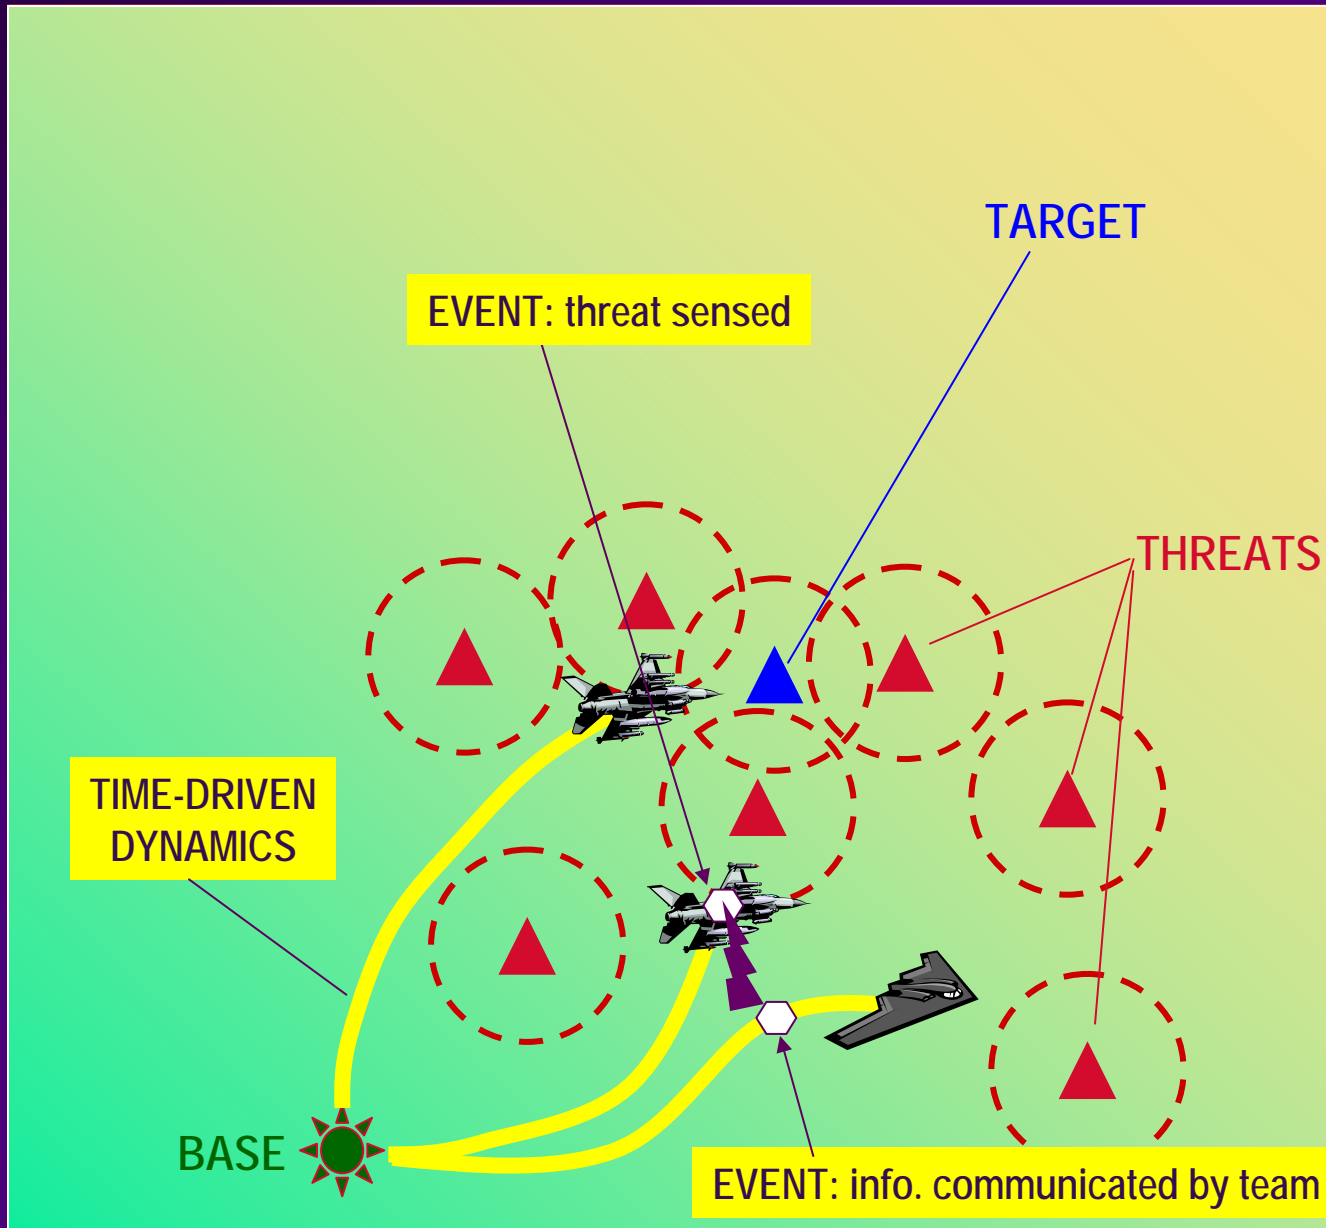 TARGET
EVENT: threat sensed
THREATS
TIME-DRIVEN
DYNAMICS
BASE
EVENT: info. communicated by team